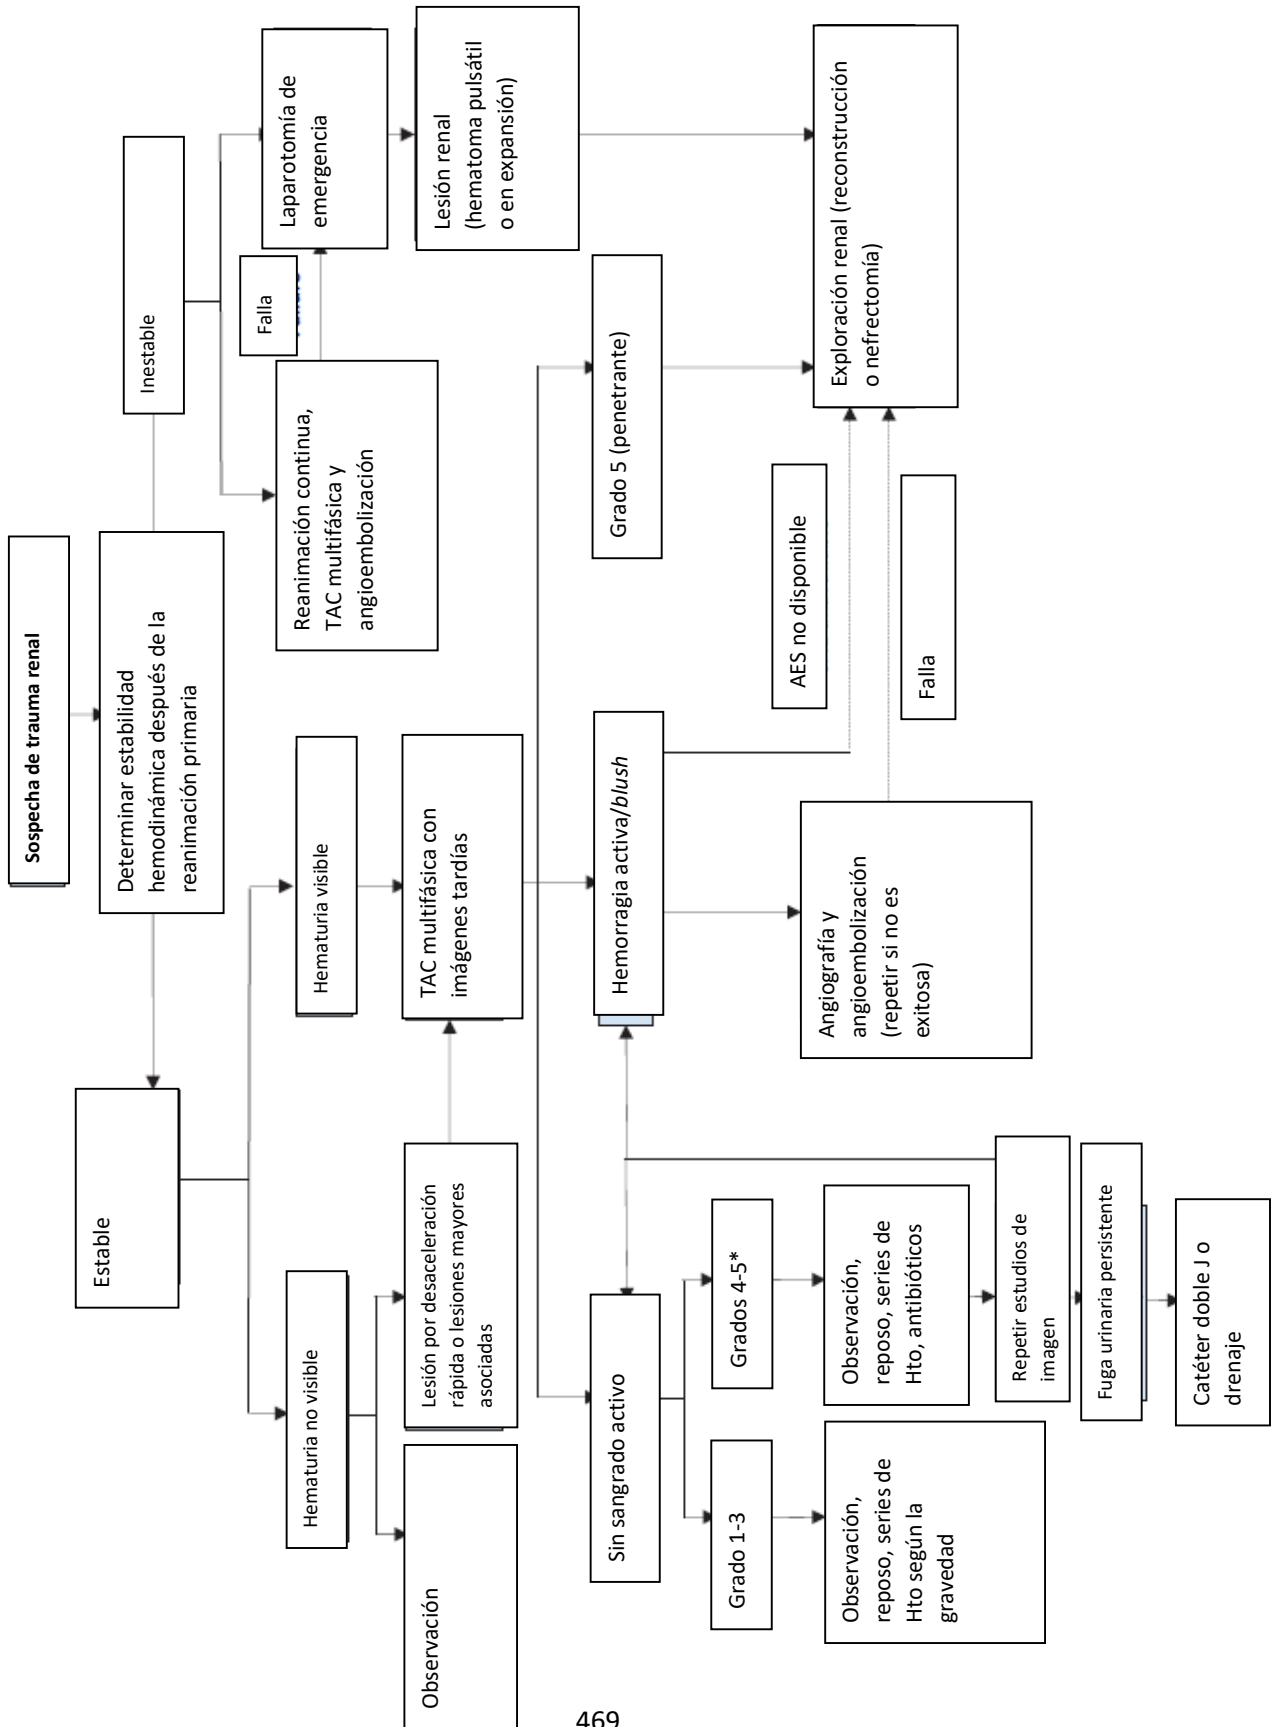 Sospecha de trauma renal
Determinar estabilidad
hemodinámica después de la
reanimación primaria
Estable
Inestable
Hematuria no visible
Hematuria visible
Observación
Lesión por desaceleración
rápida o lesiones mayores
asociadas
TAC multifásica con
imágenes tardías
Reanimación continua,
TAC multifásica y
angioembolización
Falla
Laparotomía de
emergencia
Lesión renal
(hematoma pulsátil
o en expansión)
Sin sangrado activo
Hemorragia activa/blush
Grado 5 (penetrante)
Grado 1-3
Grados 4-5*
Observación,
reposo, series de
Hto según la
gravedad
Observación,
reposo, series de
Hto, antibióticos
Repetir estudios de
imagen
Fuga urinaria persistente
Catéter doble J o
drenaje
Angiografía y
angioembolización
(repetir si no es
exitosa)
AES no disponible
Falla
Exploración renal (reconstrucción
o nefrectomía)
469